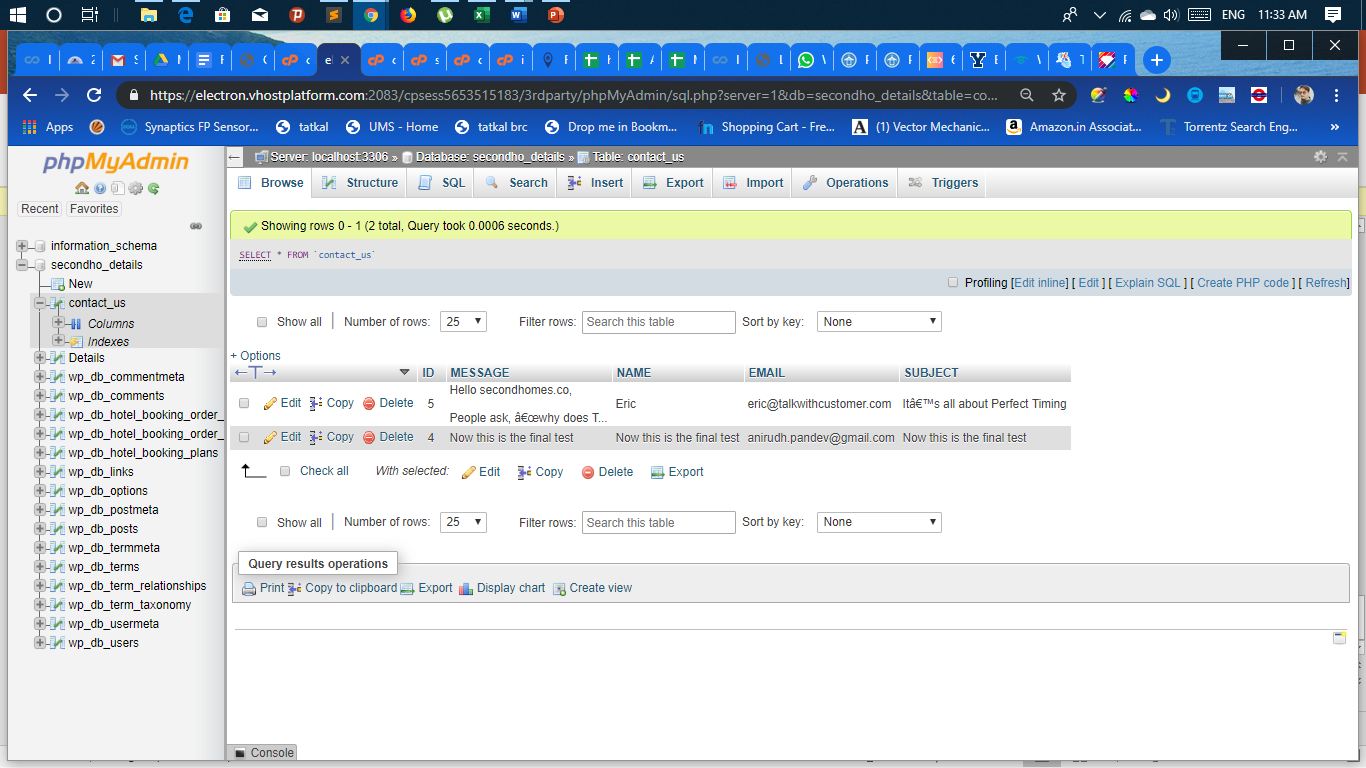 ENG 11:33 AM
https://electron.vhostplatform.com:2083/cpsess5653515183/3rdparty/phpMyAdmin/sql.php?server=1&db=secondho_details&table=co...
Apps Synaptics FP Sensor... tatkal UMS - Home tatkal brc Drop me in Bookm... Shopping Cart - Fre... (1) Vector Mechanic... Amazon.in Associat... Torrentz Search Eng... »
phpMyAdmin
Recent Favorites
information_schema
secondho_details
New
contact_us
Columns
Indexes
Details
wp_db_commentmeta
wp_db_comments
wp_db_hotel_booking_order_
wp_db_hotel_booking_order_
wp_db_hotel_booking_plans
wp_db_links
wp_db_options
wp_db_postmeta
wp_db_posts
wp_db_termmeta
wp_db_terms
wp_db_term_relationships
wp_db_term_taxonomy
wp_db_usermeta
wp_db_users
Server: localhost:3306 » Database: secondho_details » Table: contact_us
Browse Structure SQL Search Insert Export Import Operations Triggers
Showing rows 0 - 1 (2 total, Query took 0.0006 seconds.)
SELECT * FROM `contact_us`
Profiling [Edit inline] [ Edit ] [ Explain SQL ] [ Create PHP code ] [ Refresh]
Show all | Number of rows: 25 Filter rows: Search this table Sort by key: None
+ Options
←T→ ID MESSAGE NAME EMAIL SUBJECT
Hello secondhomes.co,
Edit Copy Delete 5 Eric eric@talkwithcustomer.com Itâ€™s all about Perfect Timing
People ask, â€œwhy does T...
Edit Copy Delete 4 Now this is the final test Now this is the final test anirudh.pandev@gmail.com Now this is the final test
Check all With selected: Edit Copy Delete Export
Show all | Number of rows: 25 Filter rows: Search this table Sort by key: None
Query results operations
Print Copy to clipboard Export Display chart Create view
Console